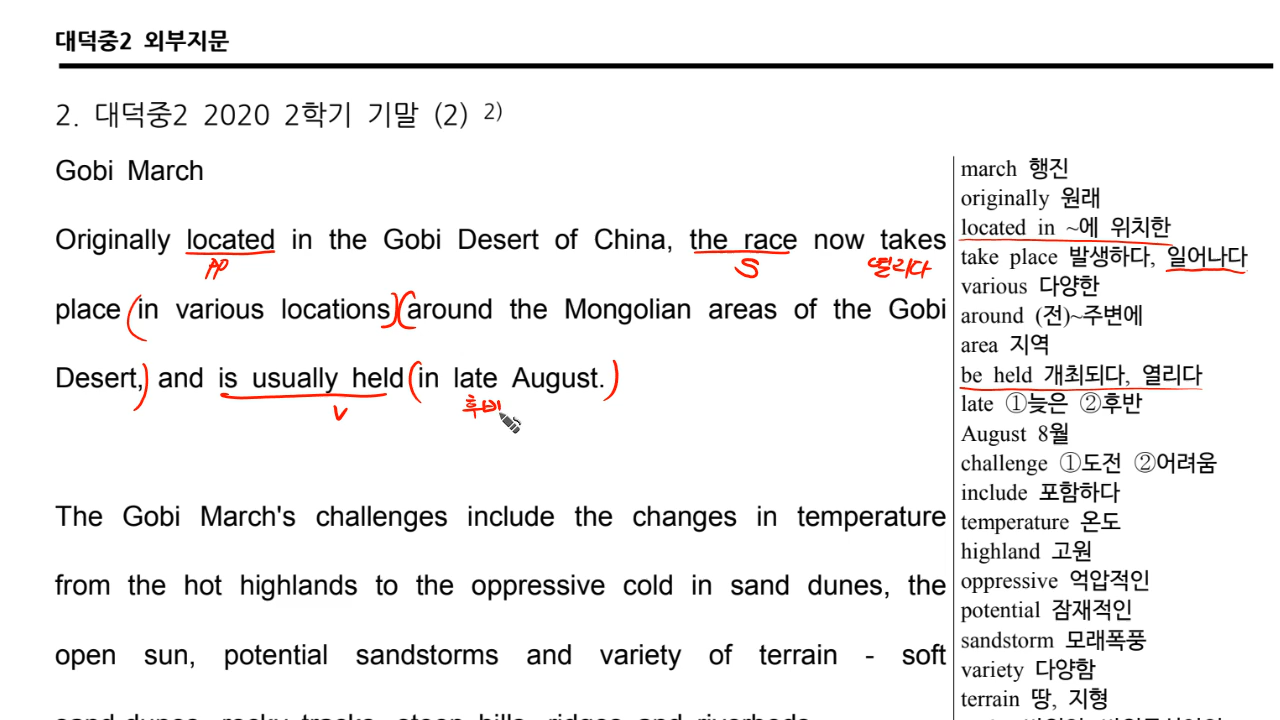 대덕중2 외부지문
2. 대덕중2 2020 2학기 기말 (2) 2)
Gobi March
Originally located in the Gobi Desert of China, the race now takes
pp S 열리다
place (in various locations)(around the Mongolian areas of the Gobi
Desert,) and is usually held (in late August.)
V
The Gobi March's challenges include the changes in temperature
from the hot highlands to the oppressive cold in sand dunes, the
open sun, potential sandstorms and variety of terrain - soft
march 행진
originally 원래
located in ~에 위치한
take place 발생하다, 일어나다
various 다양한
around (전)~주변에
area 지역
be held 개최되다, 열리다
late ①늦은 ②후반
August 8월
challenge ①도전 ②어려움
include 포함하다
temperature 온도
highland 고원
oppressive 억압적인
potential 잠재적인
sandstorm 모래폭풍
variety 다양함
terrain 땅, 지형